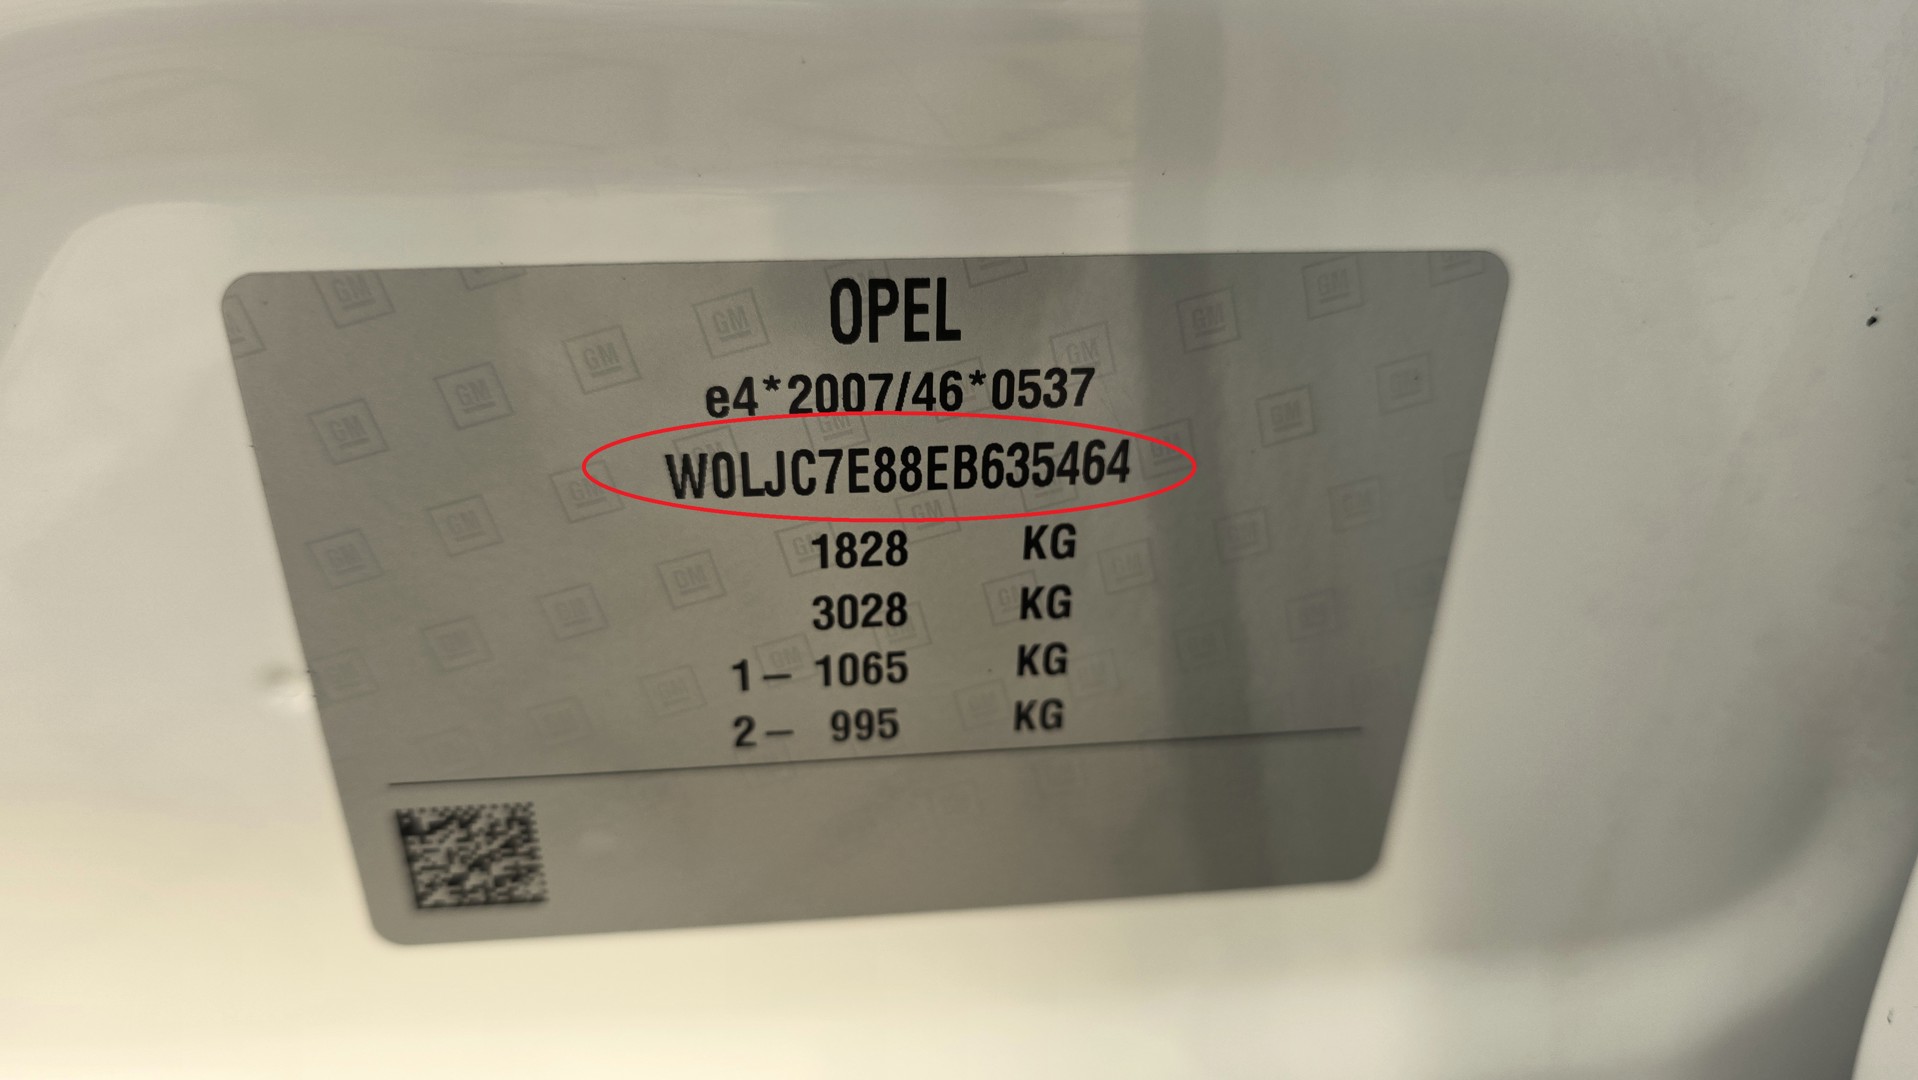 OPEL
e4*2007/46*0537
W0LJC7E88EB635464
1828 KG
3028 KG
1– 1065 KG
2– 995 KG